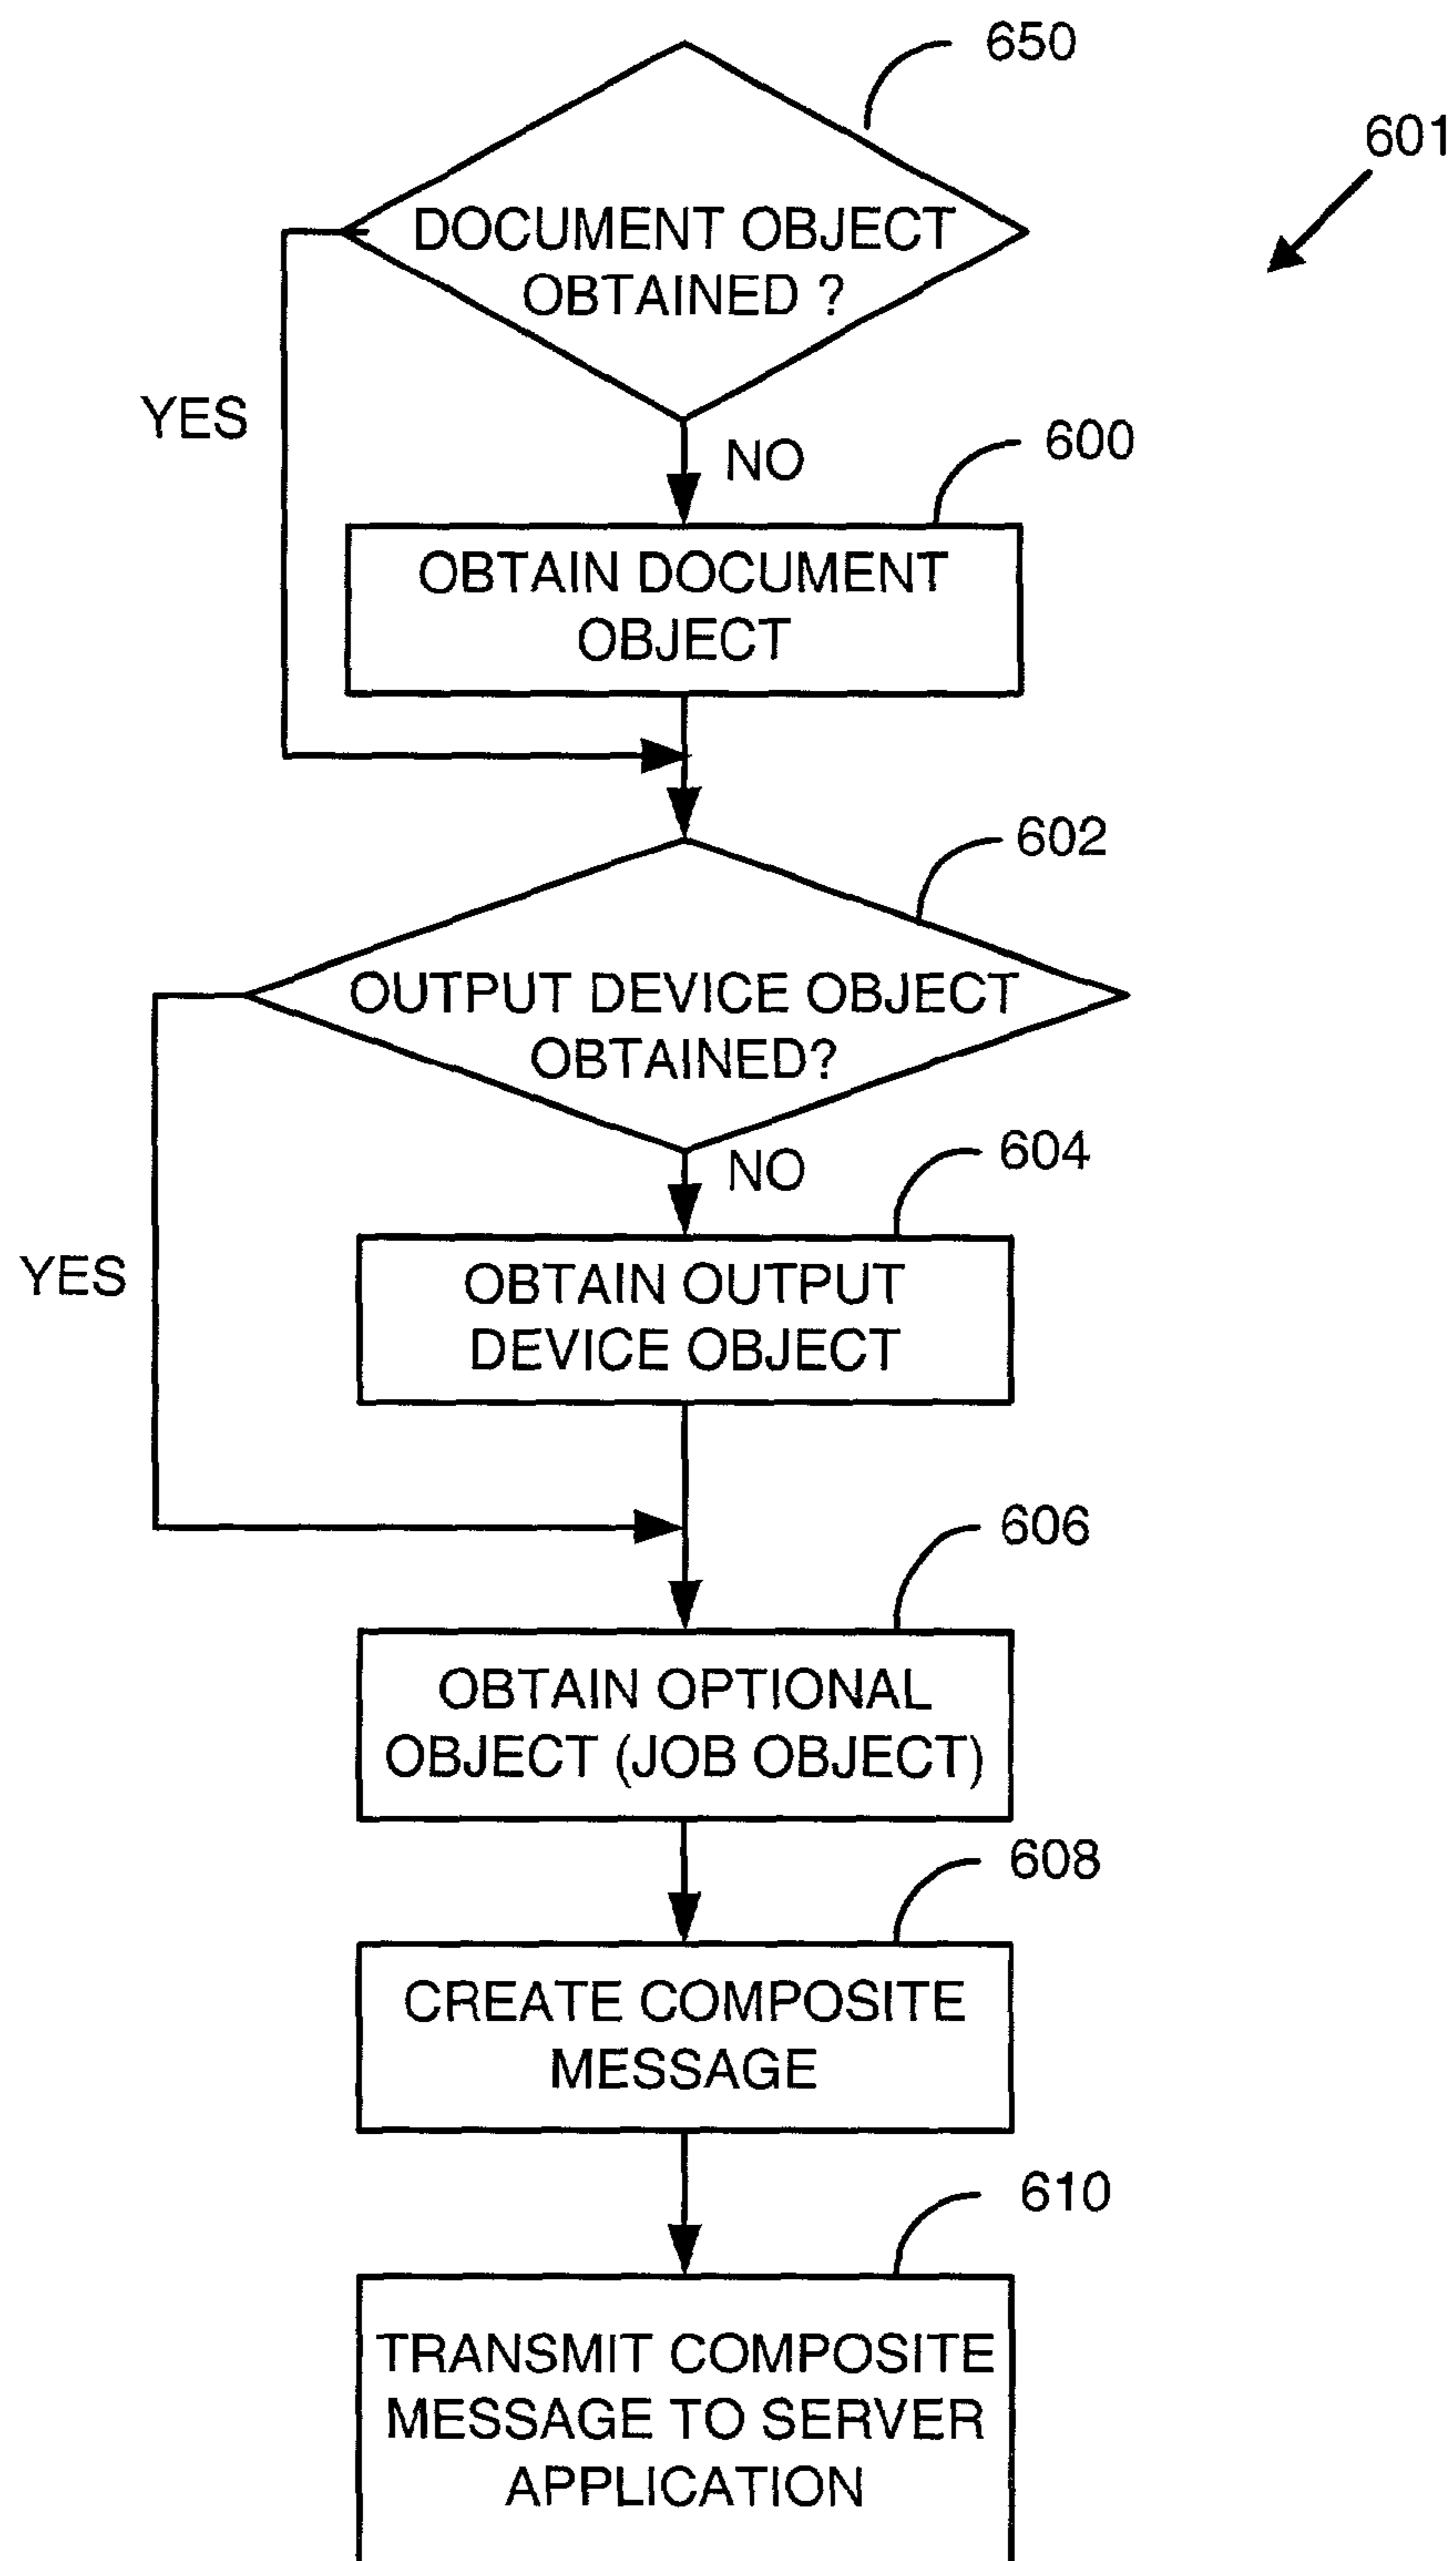 650
601
DOCUMENT OBJECT
OBTAINED ?
YES
NO
600
OBTAIN DOCUMENT
OBJECT
602
OUTPUT DEVICE OBJECT
OBTAINED?
NO
604
YES
OBTAIN OUTPUT
DEVICE OBJECT
606
OBTAIN OPTIONAL
OBJECT (JOB OBJECT)
608
CREATE COMPOSITE
MESSAGE
610
TRANSMIT COMPOSITE
MESSAGE TO SERVER
APPLICATION